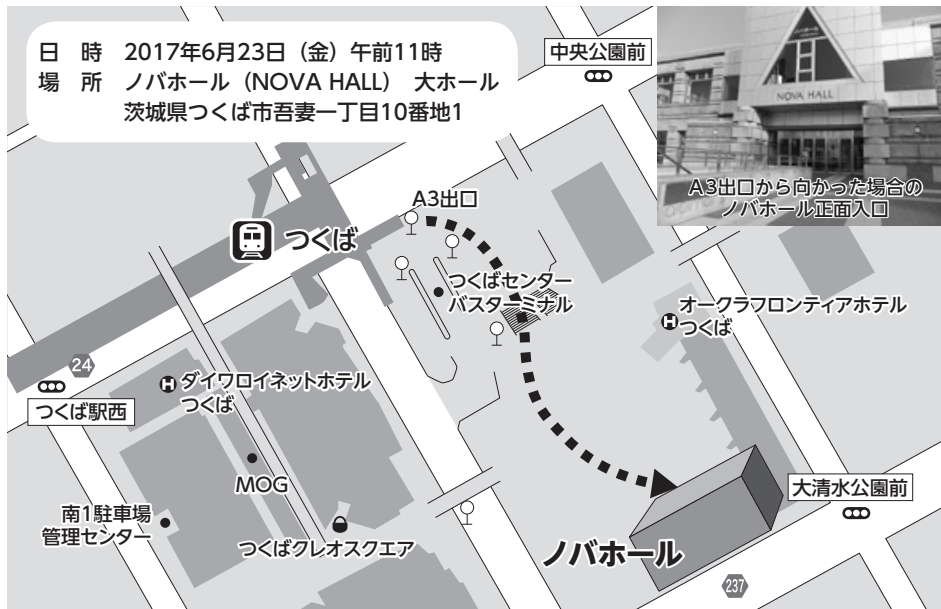 日　時　2017年6月23日（金）午前11時
場　所　ノバホール（NOVA HALL）　大ホール
茨城県つくば市吾妻一丁目10番地1
中央公園前
NOVA HALL
A3出口から向かった場合の
ノバホール正面入口
A3出口
つくば
つくばセンター
バスターミナル
オークラフロンティアホテル
つくば
H
24
つくば駅西
H
ダイワロイネットホテル
つくば
MOG
南1駐車場
管理センター
つくばクレオスクエア
大清水公園前
ノバホール
237